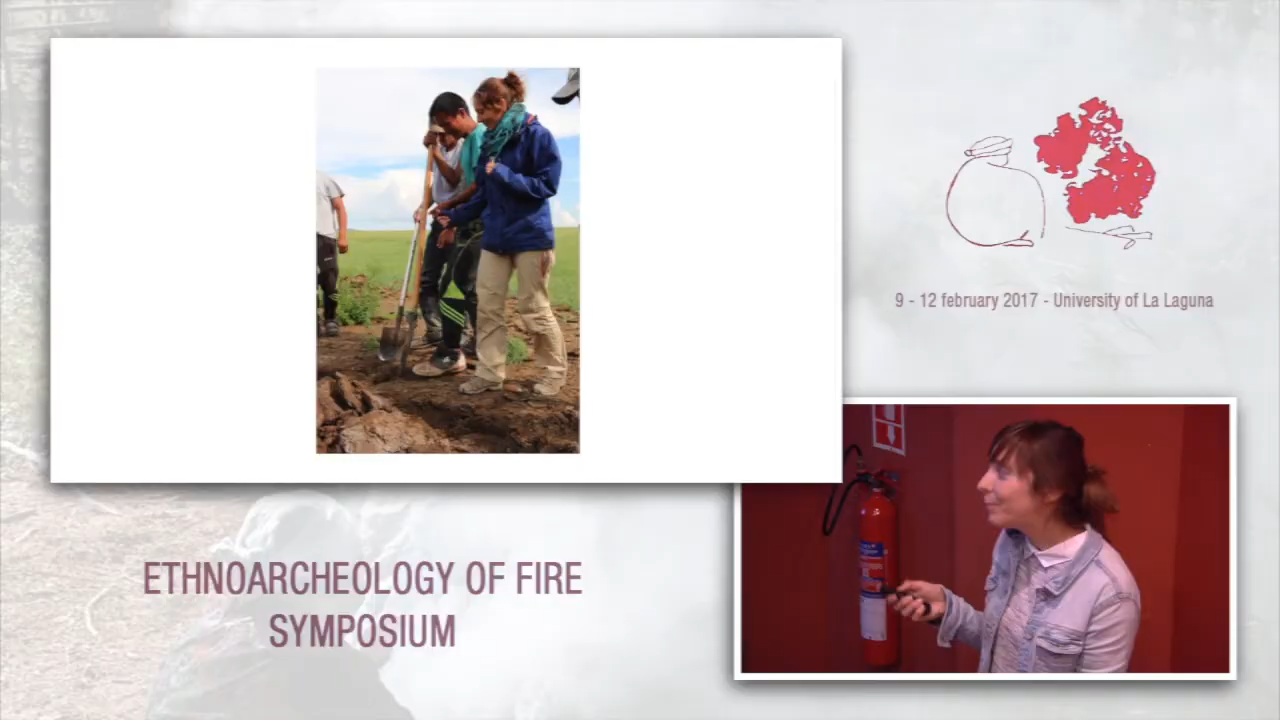 9 - 12 february 2017 - University of La Laguna
ETHNOARCHEOLOGY OF FIRE
SYMPOSIUM